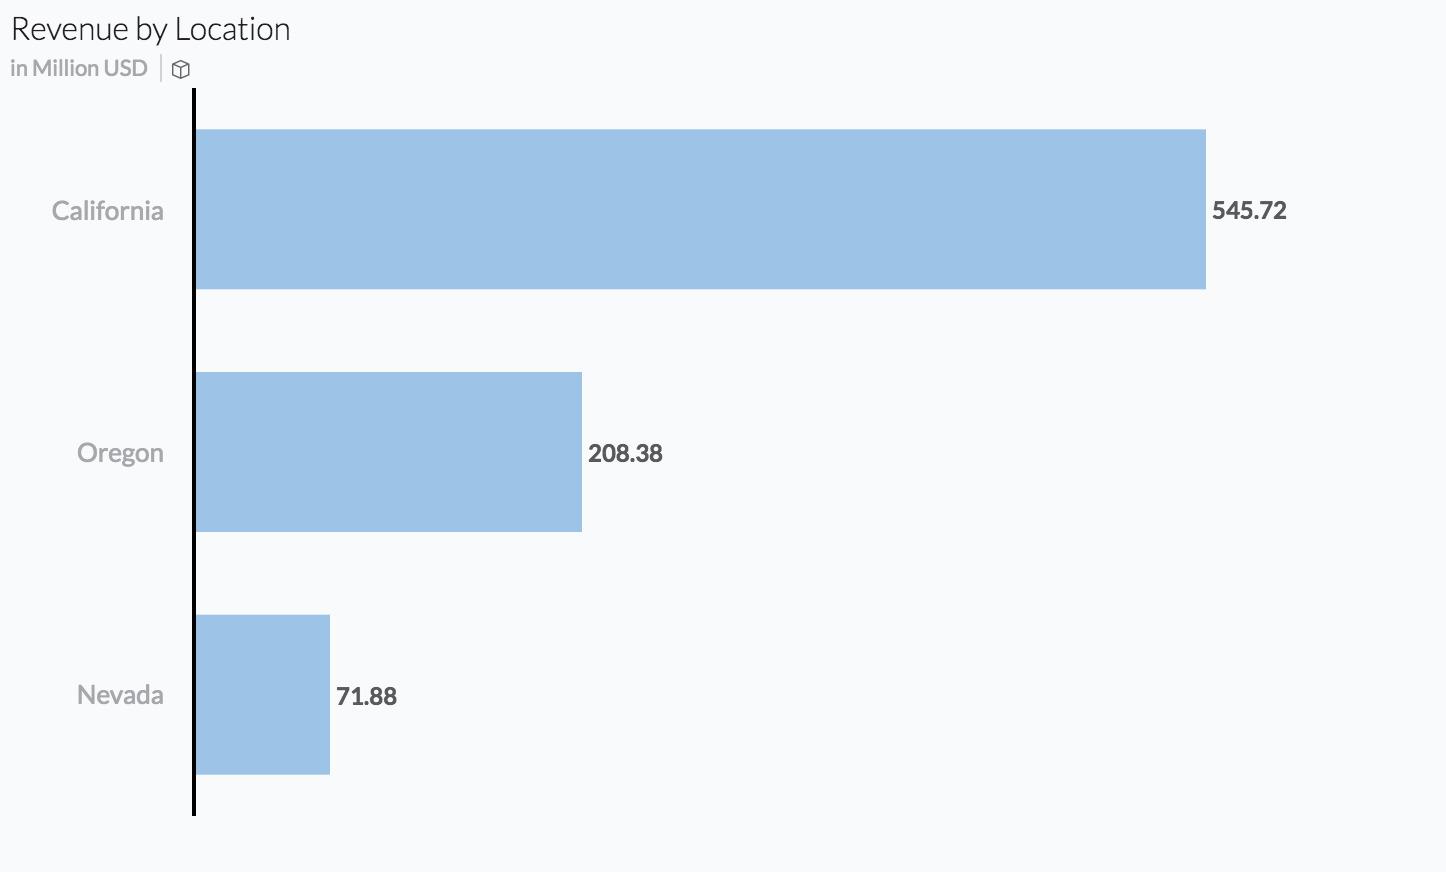 Revenue by Location
in Million USD
California
545.72
Oregon
208.38
Nevada
71.88